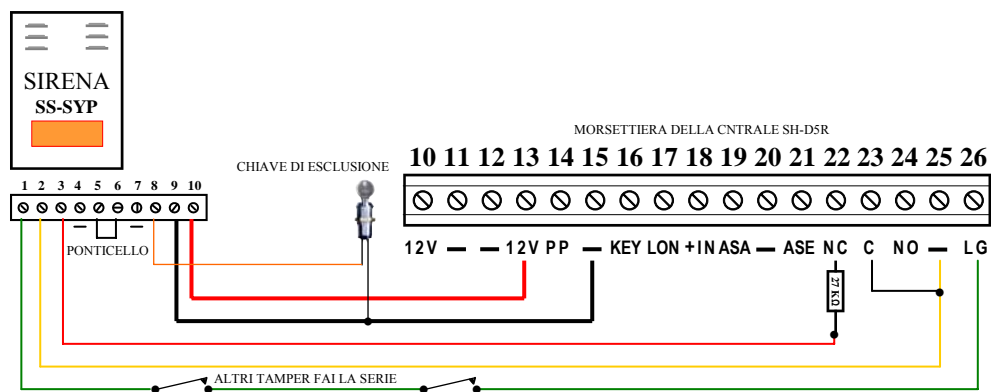 SIRENA
SS-SYP
MORSETTIERA DELLA CNTRALE SH-D5R
CHIAVE DI ESCLUSIONE
10 11 12 13 14 15 16 17 18 19 20 21 22 23 24 25 26
1 2 3 4 5 6 7 8 9 10
12V — — 12V PP — KEY LON +IN ASA — ASE NC C NO — LG
— —
PONTICELLO
27 KΩ
ALTRI TAMPER FAI LA SERIE